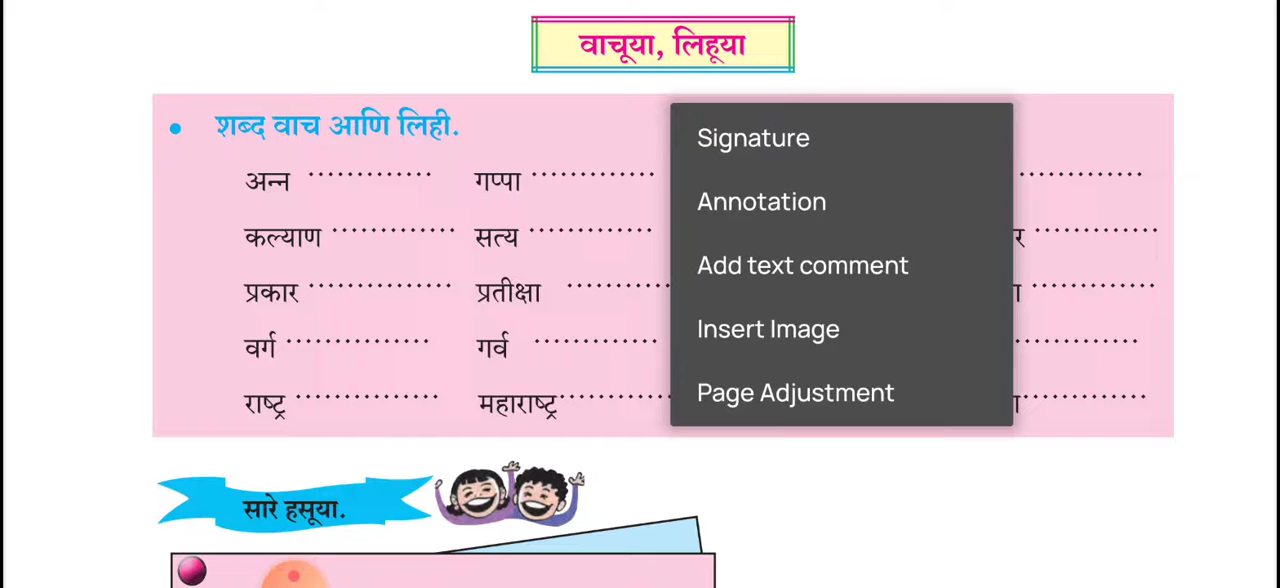 वाचूया, लिहूया
शब्द वाच आणि लिही.
अन्न ............. गप्पा ............. .............
कल्याण ............. सत्य ............. .............
प्रकार ............. प्रतीक्षा ............. .............
वर्ग ............. गर्व ............. .............
राष्ट्र ............. महाराष्ट्र ............. .............
Signature
Annotation
Add text comment
Insert Image
Page Adjustment
सारे हसूया.